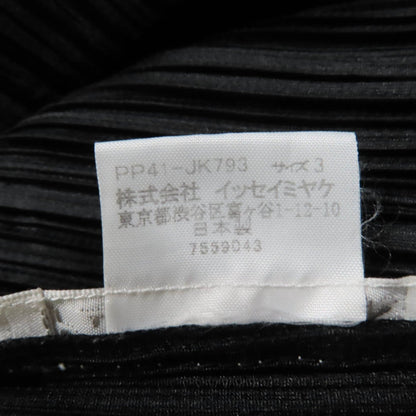 PP41-JK793 サイズ3
株式会社 イッセイミヤケ
東京都渋谷区富ヶ谷1-12-10
日本製
7559043